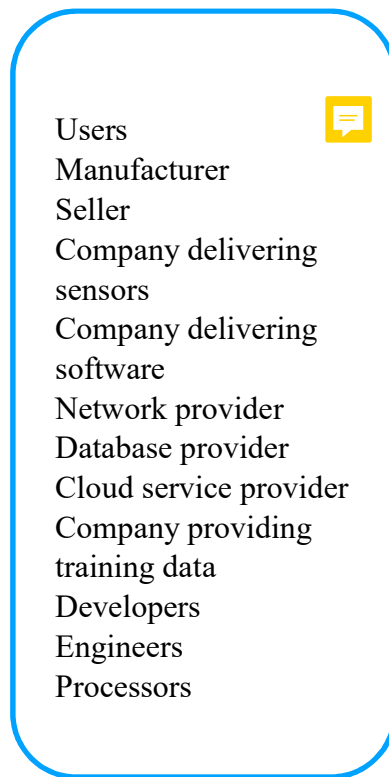 Users
Manufacturer
Seller
Company delivering
sensors
Company delivering
software
Network provider
Database provider
Cloud service provider
Company providing
training data
Developers
Engineers
Processors